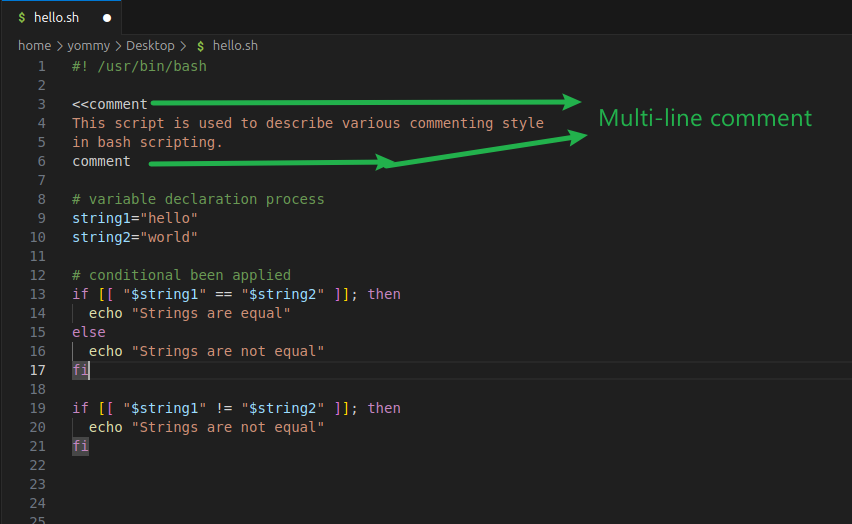 $ hello.sh
home > yommy > Desktop > $ hello.sh
1 #! /usr/bin/bash
2
3 <<comment
Multi-line comment
4 This script is used to describe various commenting style
5 in bash scripting.
6 comment
7
8 # variable declaration process
9 string1="hello"
10 string2="world"
11
12 # conditional been applied
13 if [[ "$string1" == "$string2" ]]; then
14   echo "Strings are equal"
15 else
16   echo "Strings are not equal"
17 fi
18
19 if [[ "$string1" != "$string2" ]]; then
20   echo "Strings are not equal"
21 fi
22
23
24
25